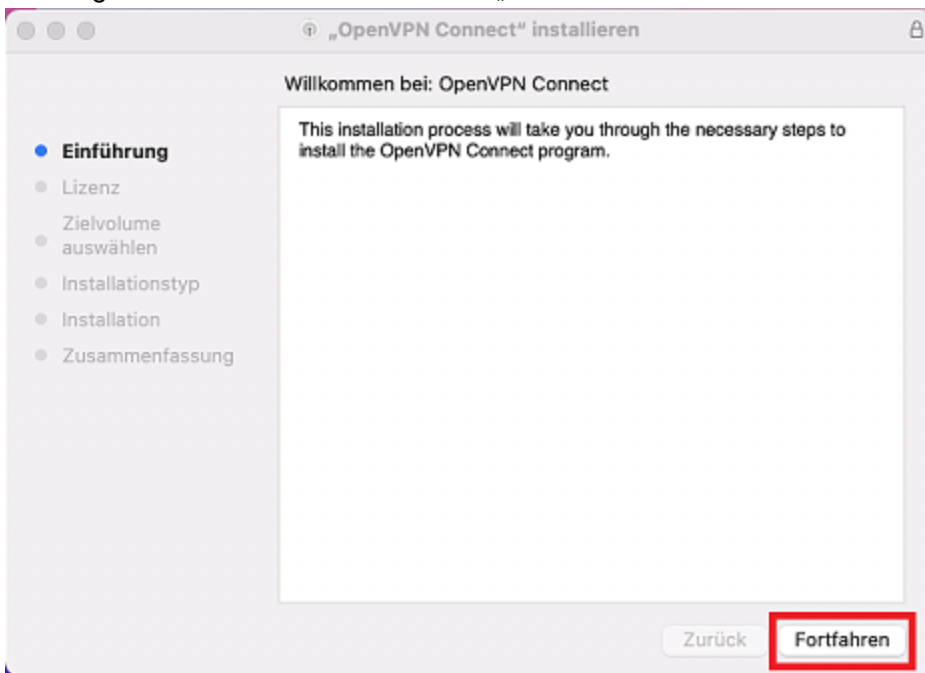 „OpenVPN Connect“ installieren
Willkommen bei: OpenVPN Connect
Einführung
Lizenz
Zielvolume
auswählen
Installationstyp
Installation
Zusammenfassung
This installation process will take you through the necessary steps to
install the OpenVPN Connect program.
Zurück
Fortfahren